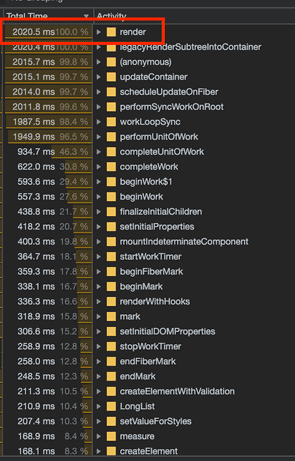 Total Time Activity
2020.5 ms 100.0 % render
2020.4 ms 100.0 % legacyRenderSubtreeIntoContainer
2015.7 ms 99.8 % (anonymous)
2015.1 ms 99.7 % updateContainer
2014.0 ms 99.7 % scheduleUpdateOnFiber
2011.8 ms 99.6 % performSyncWorkOnRoot
1987.5 ms 98.4 % workLoopSync
1949.9 ms 96.5 % performUnitOfWork
934.7 ms 46.3 % completeUnitOfWork
622.0 ms 30.8 % completeWork
593.6 ms 29.4 % beginWork$1
557.3 ms 27.6 % beginWork
438.8 ms 21.7 % finalizeInitialChildren
418.2 ms 20.7 % setInitialProperties
400.3 ms 19.8 % mountIndeterminateComponent
364.7 ms 18.1 % startWorkTimer
359.3 ms 17.8 % beginFiberMark
338.1 ms 16.7 % beginMark
336.3 ms 16.6 % renderWithHooks
318.9 ms 15.8 % mark
306.6 ms 15.2 % setInitialDOMProperties
258.9 ms 12.8 % stopWorkTimer
258.0 ms 12.8 % endFiberMark
248.5 ms 12.3 % endMark
211.3 ms 10.5 % createElementWithValidation
210.9 ms 10.4 % LongList
207.4 ms 10.3 % setValueForStyles
168.9 ms 8.4 % measure
168.1 ms 8.3 % createElement